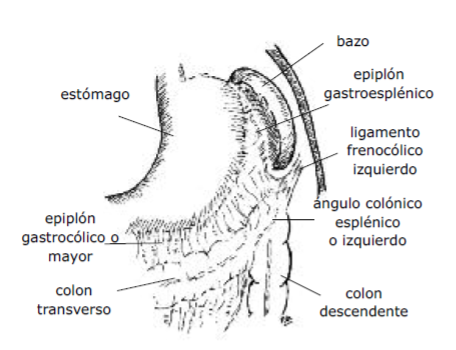 bazo
epiplón
gastroesplénico
estómago
ligamento
frenocólico
izquierdo
ángulo colónico
esplénico
o izquierdo
epiplón
gastrocólico o
mayor
colon
transverso
colon
descendente